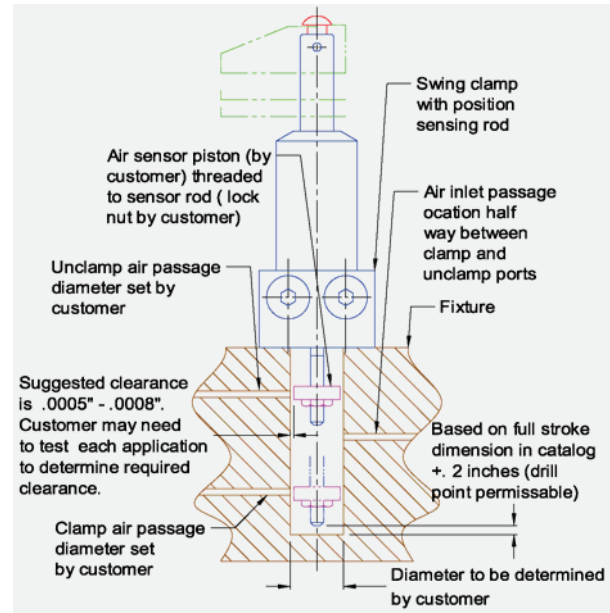 Swing clamp
with position
sensing rod
Air sensor piston (by
customer) threaded
to sensor rod ( lock
nut by customer)
Air inlet passage
ocation half
way between
clamp and
unclamp ports
Unclamp air passage
diameter set by
customer
Fixture
Suggested clearance
is .0005" - .0008".
Customer may need
to test each application
to determine required
clearance.
Based on full stroke
dimension in catalog
+. 2 inches (drill
point permissable)
Clamp air passage
diameter set
by customer
Diameter to be determined
by customer